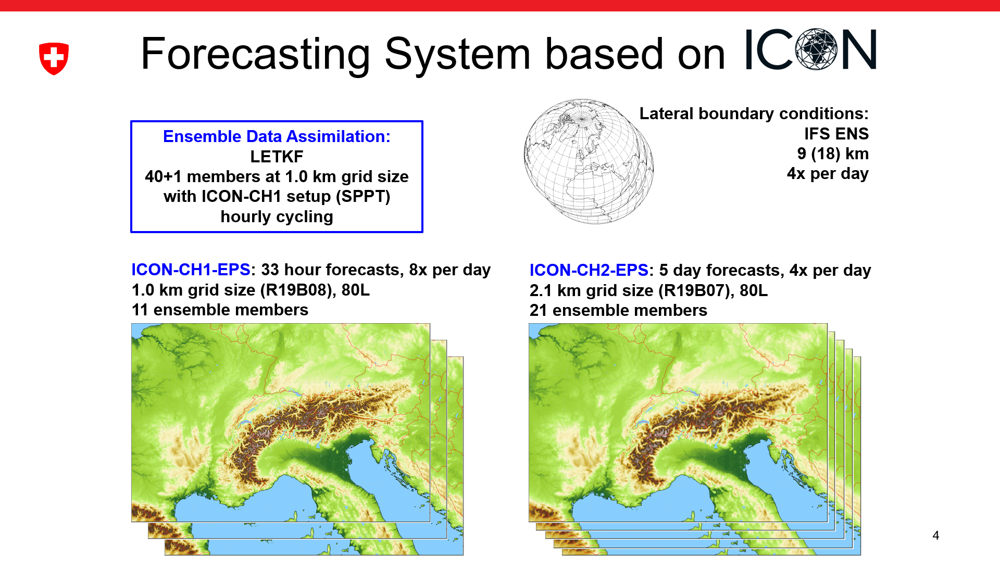 Forecasting System based on ICON
Ensemble Data Assimilation:
LETKF
40+1 members at 1.0 km grid size
with ICON-CH1 setup (SPPT)
hourly cycling
Lateral boundary conditions:
IFS ENS
9 (18) km
4x per day
ICON-CH1-EPS: 33 hour forecasts, 8x per day
1.0 km grid size (R19B08), 80L
11 ensemble members
ICON-CH2-EPS: 5 day forecasts, 4x per day
2.1 km grid size (R19B07), 80L
21 ensemble members
4